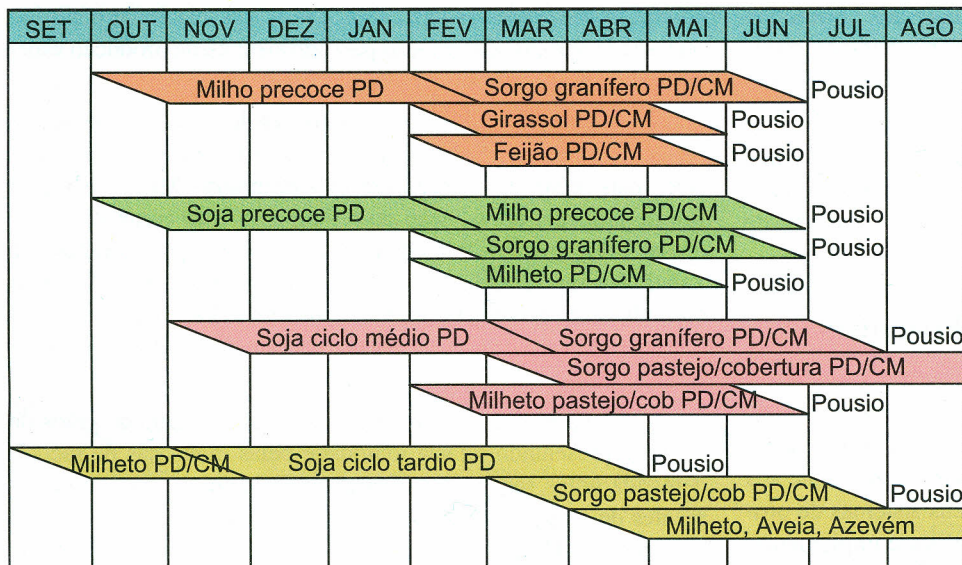 SET OUT NOV DEZ JAN FEV MAR ABR MAI JUN JUL AGO
Milho precoce PD Sorgo granífero PD/CM Pousio
Girassol PD/CM Pousio
Feijão PD/CM Pousio
Soja precoce PD Milho precoce PD/CM Pousio
Sorgo granífero PD/CM Pousio
Milheto PD/CM Pousio
Soja ciclo médio PD Sorgo granífero PD/CM Pousio
Sorgo pastejo/cobertura PD/CM
Milheto pastejo/cob PD/CM Pousio
Milheto PD/CM Soja ciclo tardio PD Pousio
Sorgo pastejo/cob PD/CM Pousio
Milheto, Aveia, Azevém